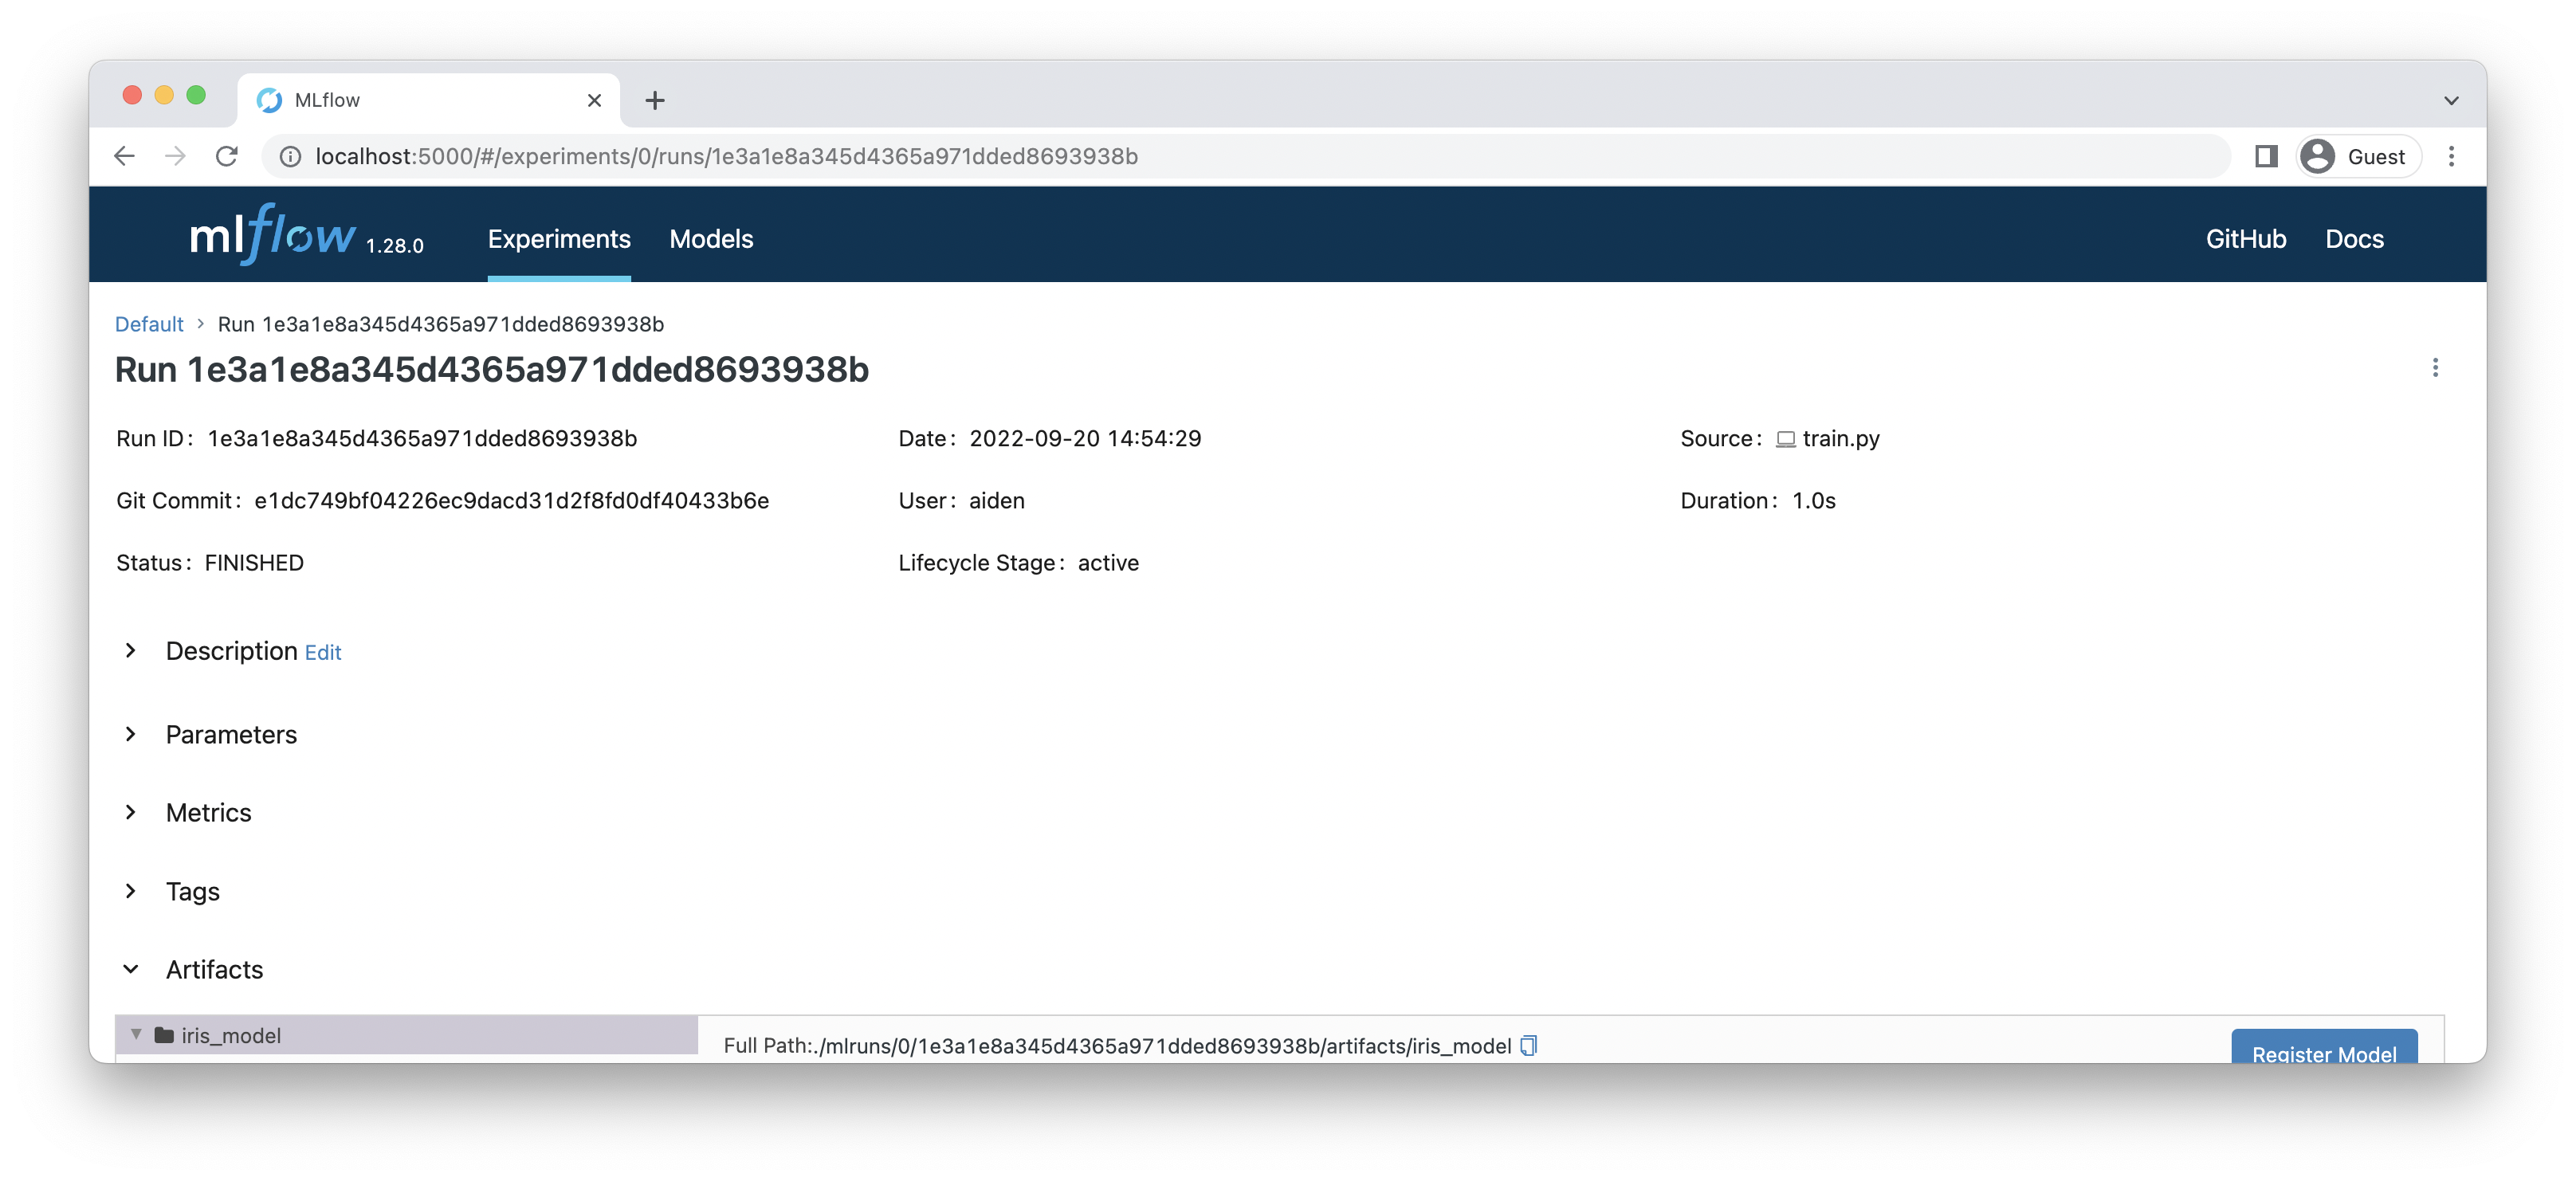 MLflow
localhost:5000/#/experiments/0/runs/1e3a1e8a345d4365a971dded8693938b
Guest
mlflow 1.28.0 Experiments Models GitHub Docs
Default › Run 1e3a1e8a345d4365a971dded8693938b
Run 1e3a1e8a345d4365a971dded8693938b
Run ID: 1e3a1e8a345d4365a971dded8693938b
Date: 2022-09-20 14:54:29
Source: train.py
Git Commit: e1dc749bf04226ec9dacd31d2f8fd0df40433b6e
User: aiden
Duration: 1.0s
Status: FINISHED
Lifecycle Stage: active
Description Edit
Parameters
Metrics
Tags
Artifacts
iris_model
Full Path:./mlruns/0/1e3a1e8a345d4365a971dded8693938b/artifacts/iris_model
Register Model